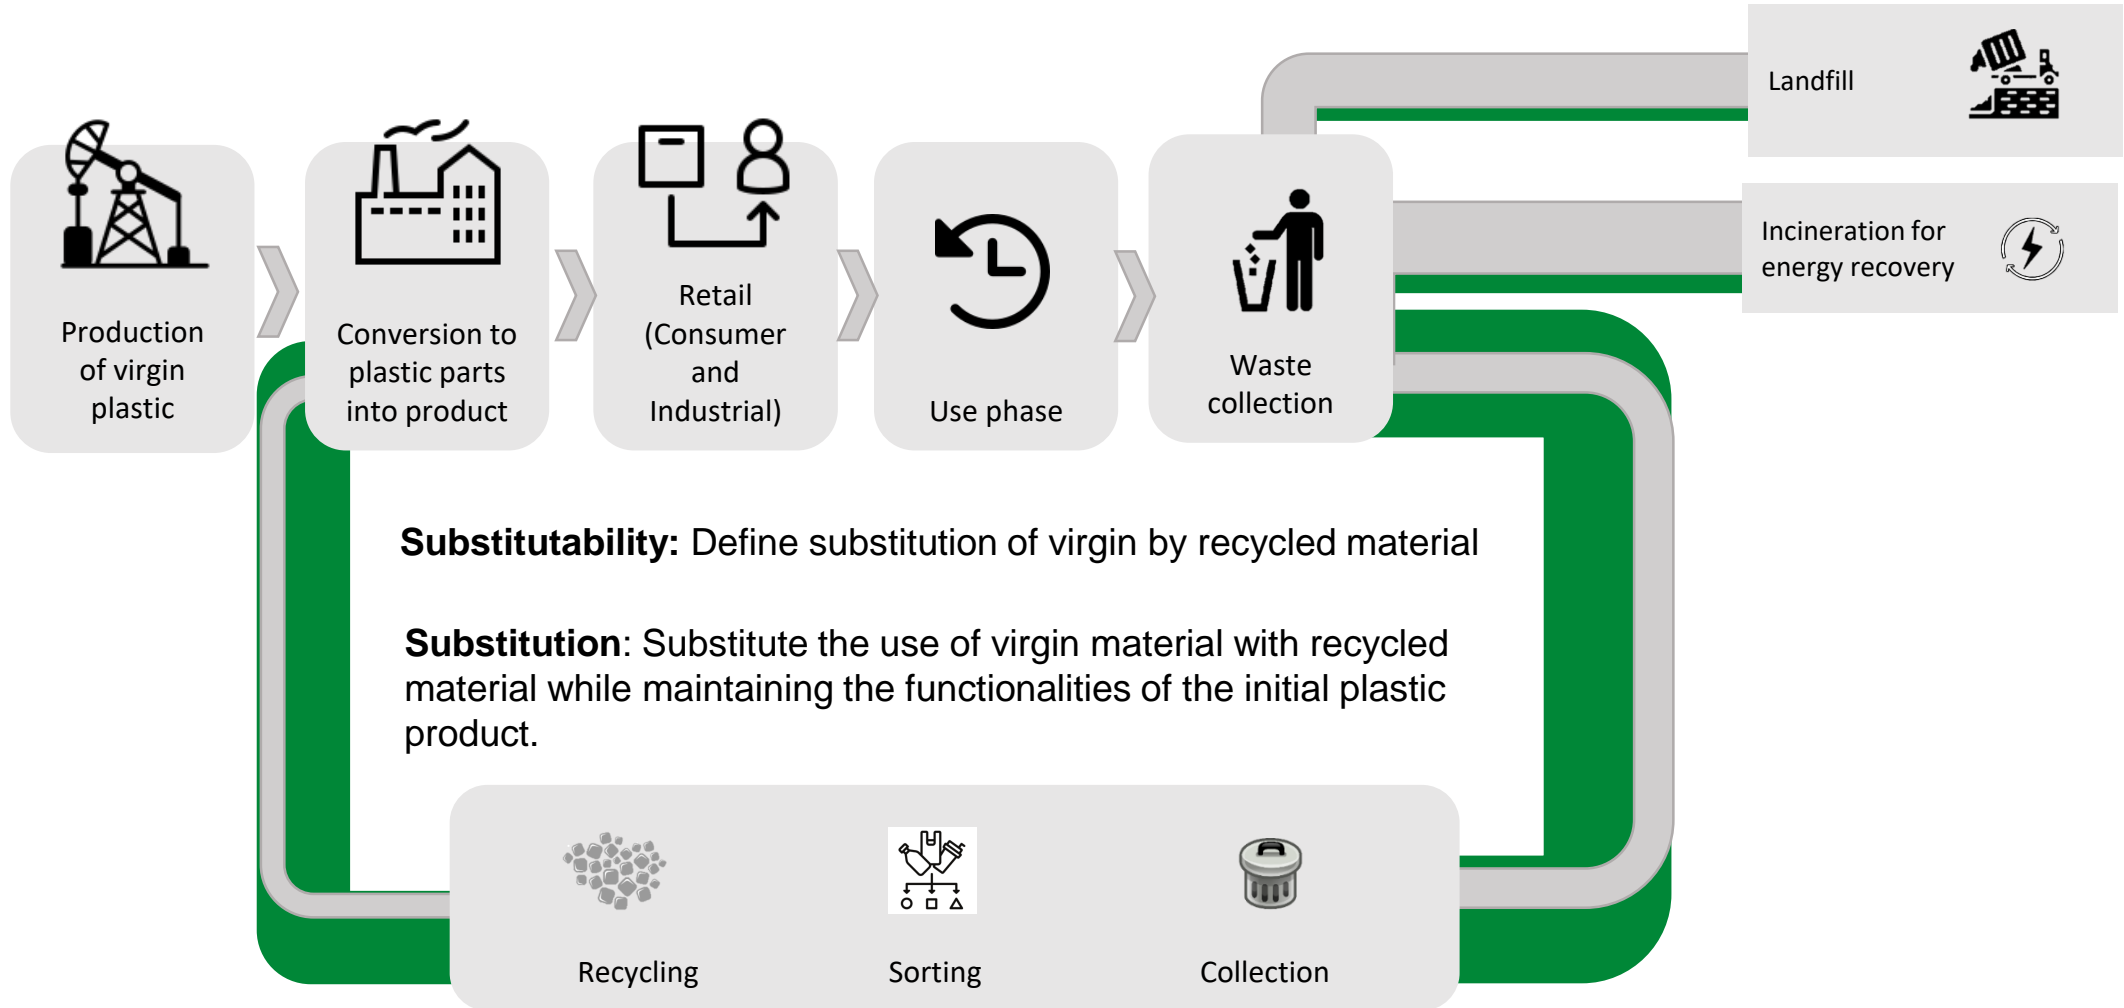 Landfill
Incineration for
energy recovery
Production
of virgin
plastic
Conversion to
plastic parts
into product
Retail
(Consumer
and
Industrial)
Use phase
Waste
collection
Substitutability: Define substitution of virgin by recycled material
Substitution: Substitute the use of virgin material with recycled
material while maintaining the functionalities of the initial plastic
product.
Recycling
Sorting
Collection